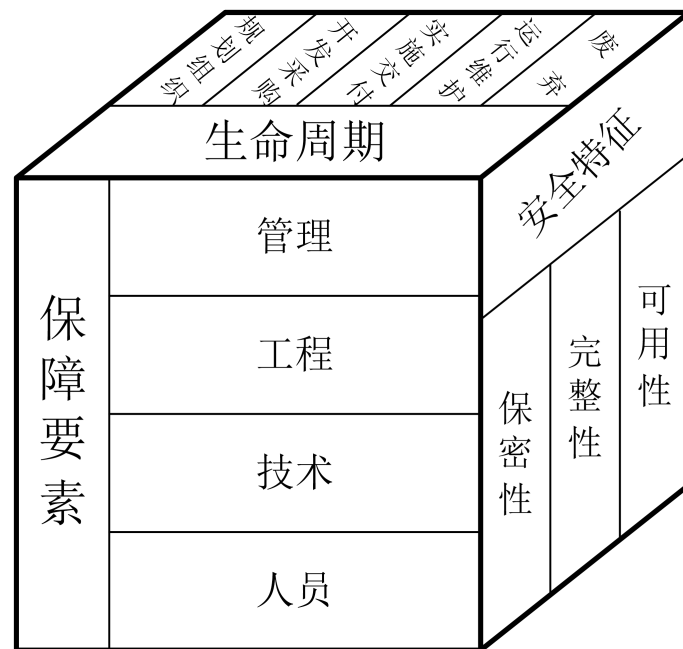 规划组织
开发采购
实施交付
运行维护
废弃
生命周期
安全特征
保障要素
管理
工程
技术
人员
保密性
完整性
可用性